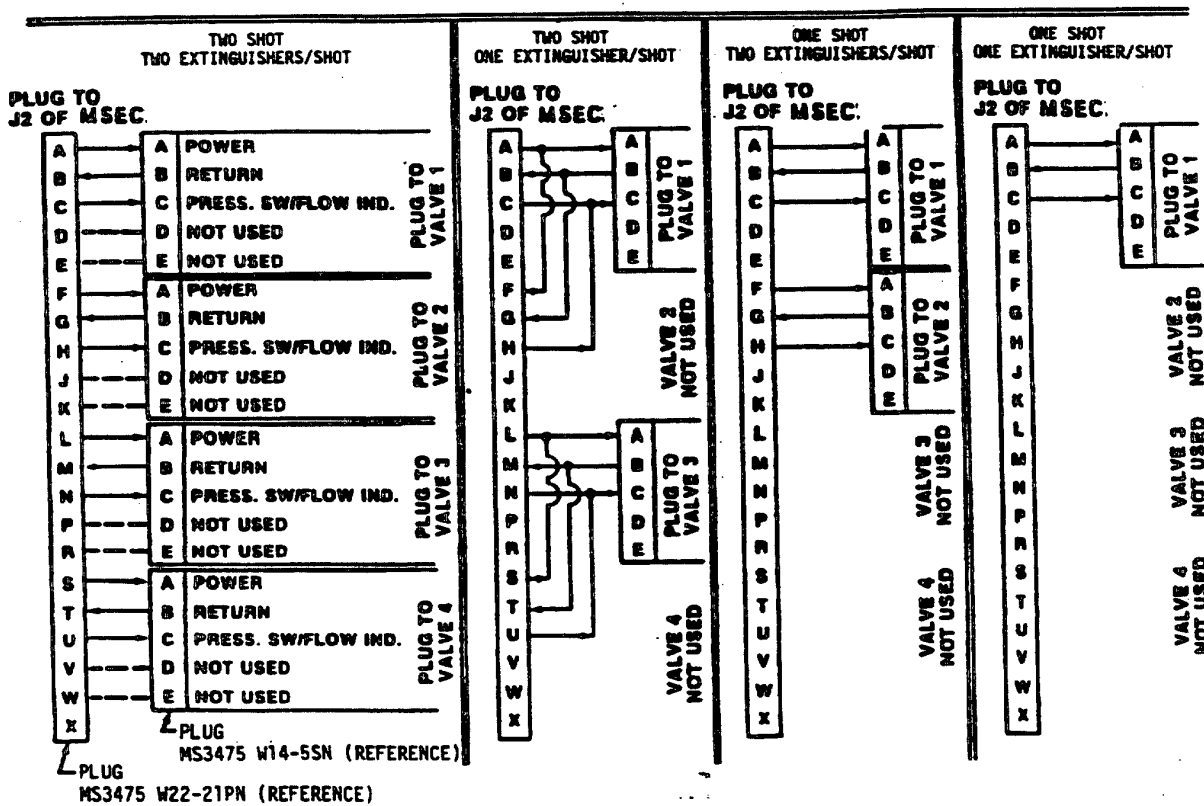 TWO SHOT
TWO EXTINGUISHERS/SHOT
PLUG TO
J2 OF MSEC.
A
B
C
D
E
F
G
H
J
K
L
M
N
P
R
S
T
U
V
W
X
A POWER
B RETURN
C PRESS. SW/FLOW IND.
D NOT USED
E NOT USED
PLUG TO
VALVE 1
A POWER
B RETURN
C PRESS. SW/FLOW IND.
D NOT USED
E NOT USED
PLUG TO
VALVE 2
A POWER
B RETURN
C PRESS. SW/FLOW IND.
D NOT USED
E NOT USED
PLUG TO
VALVE 3
A POWER
B RETURN
C PRESS. SW/FLOW IND.
D NOT USED
E NOT USED
PLUG TO
VALVE 4
PLUG
MS3475 W14-5SN (REFERENCE)
PLUG
MS3475 W22-21PN (REFERENCE)
TWO SHOT
ONE EXTINGUISHER/SHOT
PLUG TO
J2 OF MSEC.
A
B
C
D
E
F
G
H
J
K
L
M
N
P
R
S
T
U
V
W
X
A
B
C
D
E
PLUG TO
VALVE 1
VALVE 2
NOT USED
A
B
C
D
E
PLUG TO
VALVE 3
VALVE 4
NOT USED
ONE SHOT
TWO EXTINGUISHERS/SHOT
PLUG TO
J2 OF MSEC.
A
B
C
D
E
F
G
H
J
K
L
M
N
P
R
S
T
U
V
W
X
A
B
C
D
E
PLUG TO
VALVE 1
A
B
C
D
E
PLUG TO
VALVE 2
VALVE 3
NOT USED
VALVE 4
NOT USED
ONE SHOT
ONE EXTINGUISHER/SHOT
PLUG TO
J2 OF MSEC.
A
B
C
D
E
F
G
H
J
K
L
M
N
P
R
S
T
U
V
W
X
A
B
C
D
E
PLUG TO
VALVE 1
VALVE 2
NOT USED
VALVE 3
NOT USED
VALVE 4
NOT USED